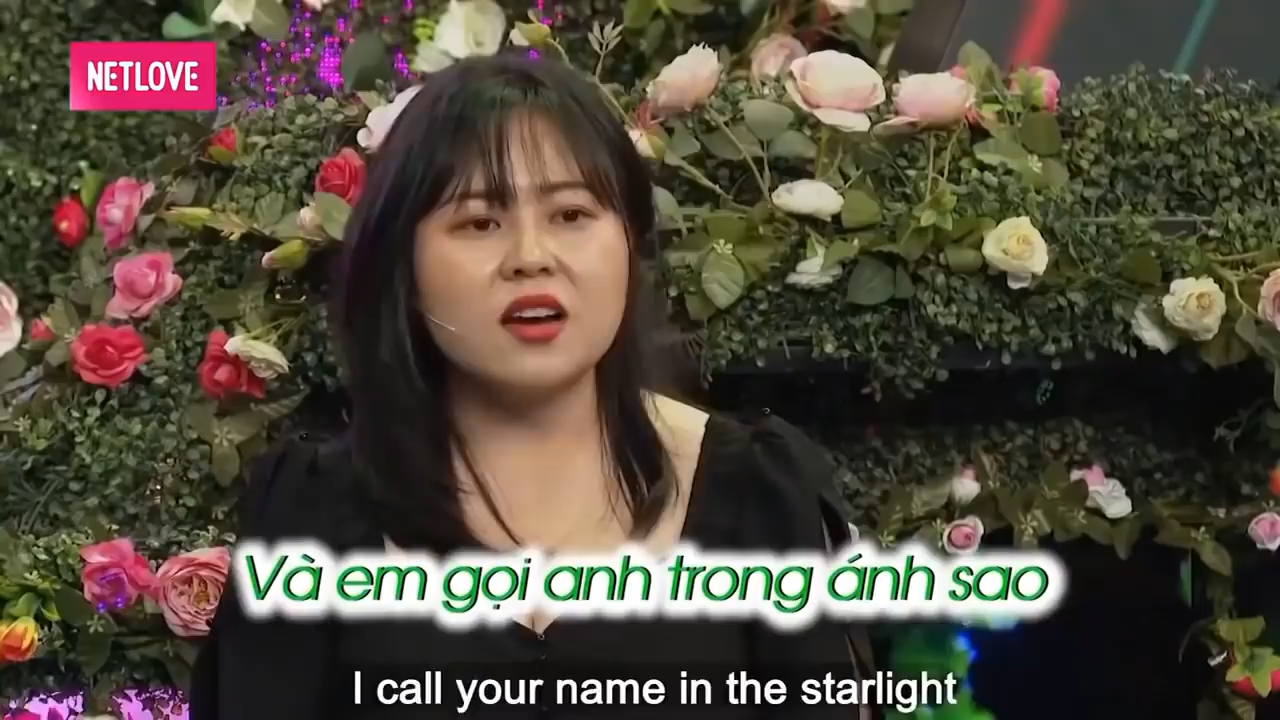 NETLOVE
Và em gọi anh trong ánh sao
I call your name in the starlight